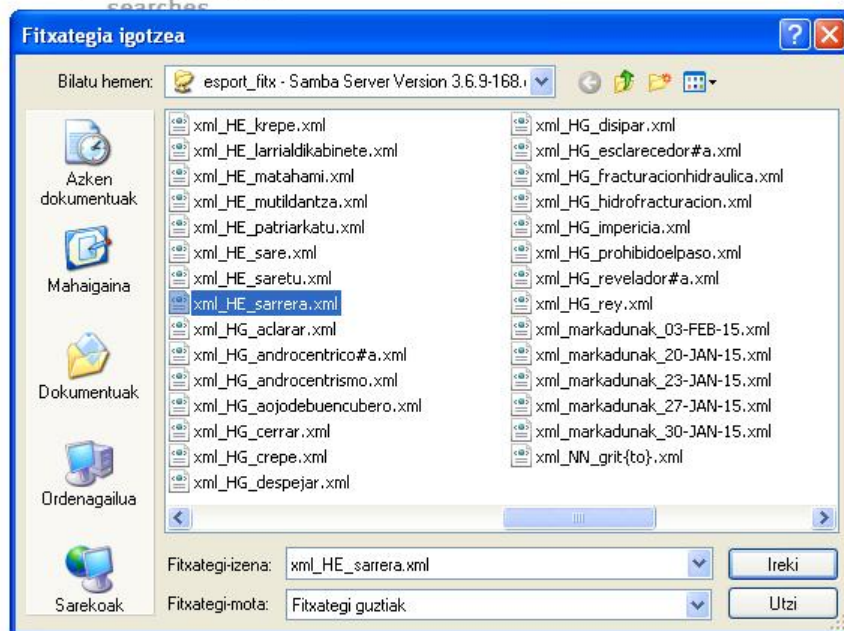 searches
Fitxategia igotzea
Bilatu hemen:
esport_fitx - Samba Server Version 3.6.9-168.
Azken
dokumentuak
Mahaigaina
Dokumentuak
Ordenagailua
Sarekoak
xml_HE_krepe.xml
xml_HE_larrialdikabinete.xml
xml_HE_matahami.xml
xml_HE_mutildantza.xml
xml_HE_patriarkatu.xml
xml_HE_sare.xml
xml_HE_saretu.xml
xml_HE_sarrera.xml
xml_HG_aclarar.xml
xml_HG_androcentrico#a.xml
xml_HG_androcentrismo.xml
xml_HG_aojodebuencubero.xml
xml_HG_cerrar.xml
xml_HG_crepe.xml
xml_HG_despejar.xml
xml_HG_disipar.xml
xml_HG_esclarecedor#a.xml
xml_HG_fracturacionhidraulica.xml
xml_HG_hidrofracturacion.xml
xml_HG_impericia.xml
xml_HG_prohibidoelpaso.xml
xml_HG_revelador#a.xml
xml_HG_rey.xml
xml_markadunak_03-FEB-15.xml
xml_markadunak_20-JAN-15.xml
xml_markadunak_23-JAN-15.xml
xml_markadunak_27-JAN-15.xml
xml_markadunak_30-JAN-15.xml
xml_NN_grit{to}.xml
Fitxategi-izena:
xml_HE_sarrera.xml
Ireki
Fitxategi-mota:
Fitxategi guztiak
Utzi